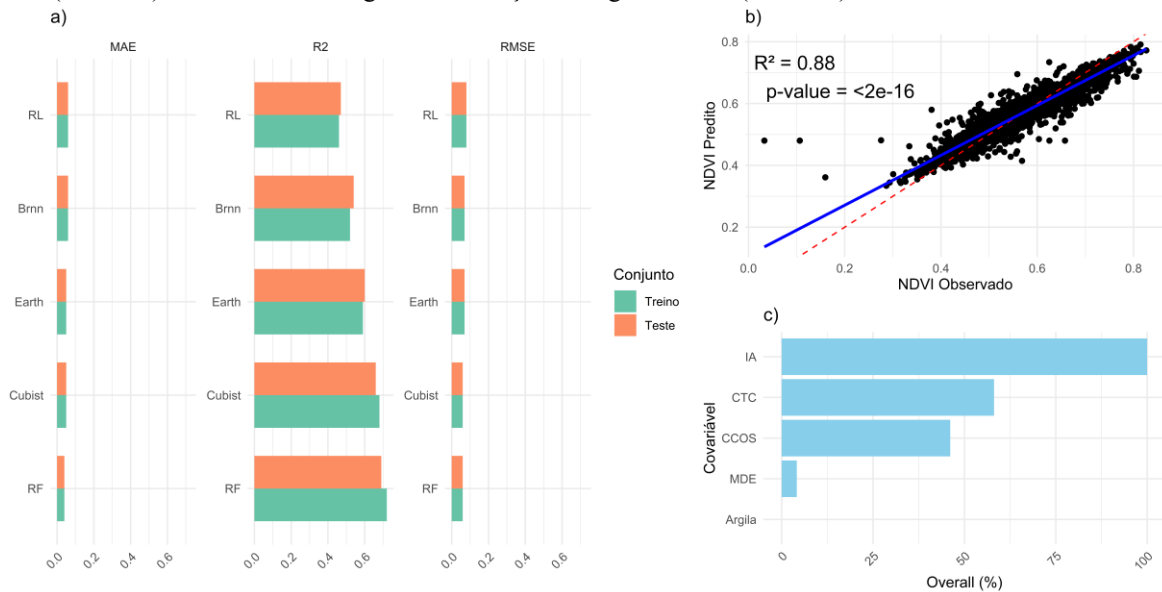 a)
MAE
R2
RMSE
RL
RL
RL
Brnn
Brnn
Brnn
Earth
Earth
Earth
Cubist
Cubist
Cubist
RF
RF
RF
0.0 0.2 0.4 0.6
0.0 0.2 0.4 0.6
0.0 0.2 0.4 0.6
Conjunto
Treino
Teste
b)
R² = 0.88
p-value = <2e-16
NDVI Predito
0.8
0.6
0.4
0.2
0.0 0.2 0.4 0.6 0.8
NDVI Observado
c)
Covariável
IA
CTC
CCOS
MDE
Argila
0 25 50 75 100
Overall (%)